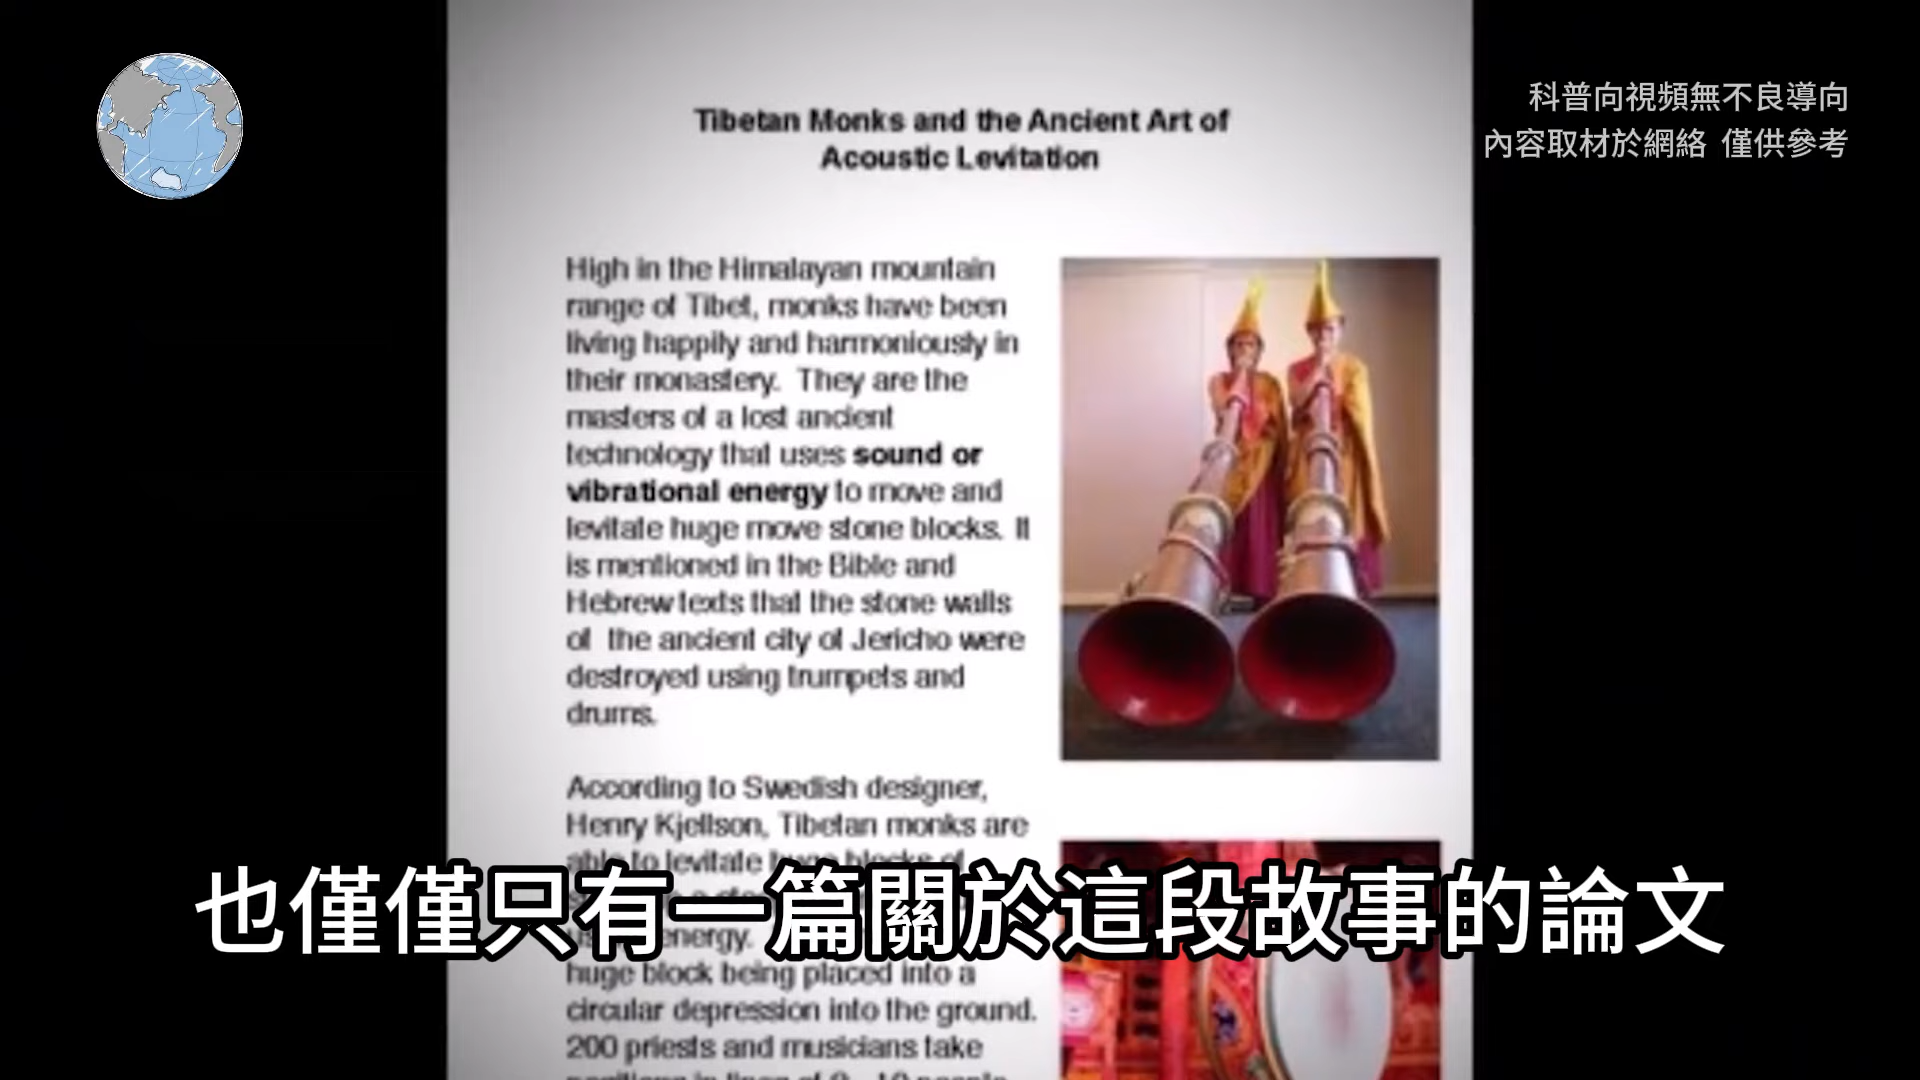 科普向視頻無不良導向
內容取材於網絡 僅供參考
Tibetan Monks and the Ancient Art of
Acoustic Levitation
High in the Himalayan mountain
range of Tibet, monks have been
living happily and harmoniously in
their monastery. They are the
masters of a lost ancient
technology that uses sound or
vibrational energy to move and
levitate huge move stone blocks. It
is mentioned in the Bible and
Hebrew texts that the stone walls
of the ancient city of Jericho were
destroyed using trumpets and
drums.
According to Swedish designer,
Henry Kjellson, Tibetan monks are
able to levitate huge blocks of
energy.
huge block being placed into a
circular depression into the ground.
200 priests and musicians take
也僅僅只有一篇關於這段故事的論文